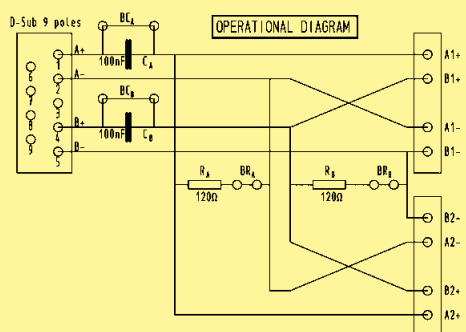 OPERATIONAL DIAGRAM
D-Sub 9 poles
BCA
A+
1
100nF CA
A1+
6
A-
2
B1+
7
BCB
3
B+
8
4
100nF CB
A1-
B-
9
5
B1-
RA BRA RB BRB
120Ω 120Ω
B2-
A2-
B2+
A2+